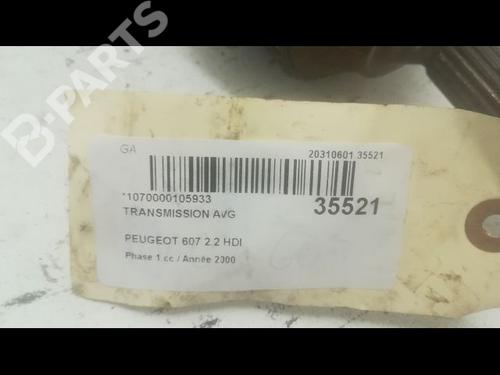 B-PARTS
GA
20310601 35521
*1070000105933
35521
TRANSMISSION AVG
PEUGEOT 607 2.2 HDI
Phase 1 cc / Année 2000